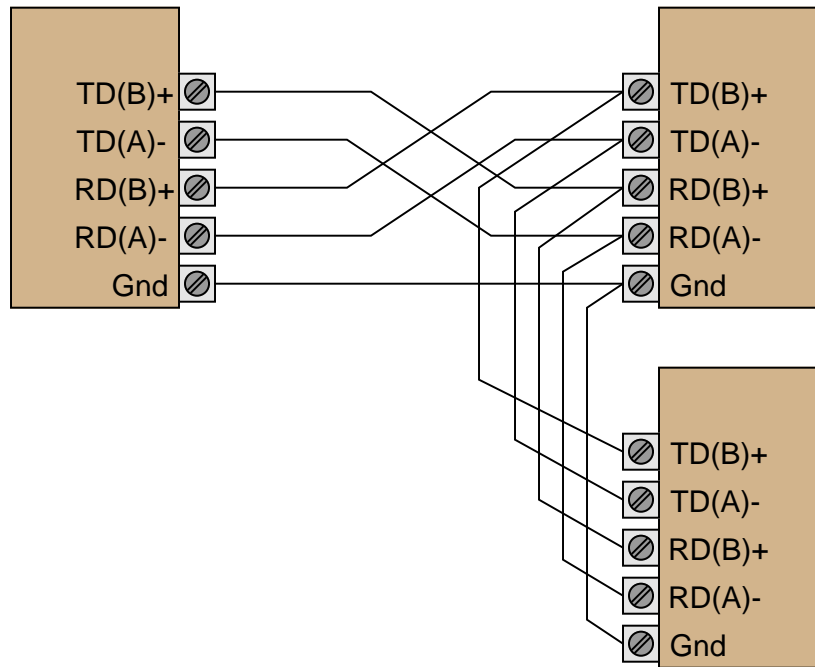 TD(B)+
TD(A)-
RD(B)+
RD(A)-
Gnd
TD(B)+
TD(A)-
RD(B)+
RD(A)-
Gnd
TD(B)+
TD(A)-
RD(B)+
RD(A)-
Gnd